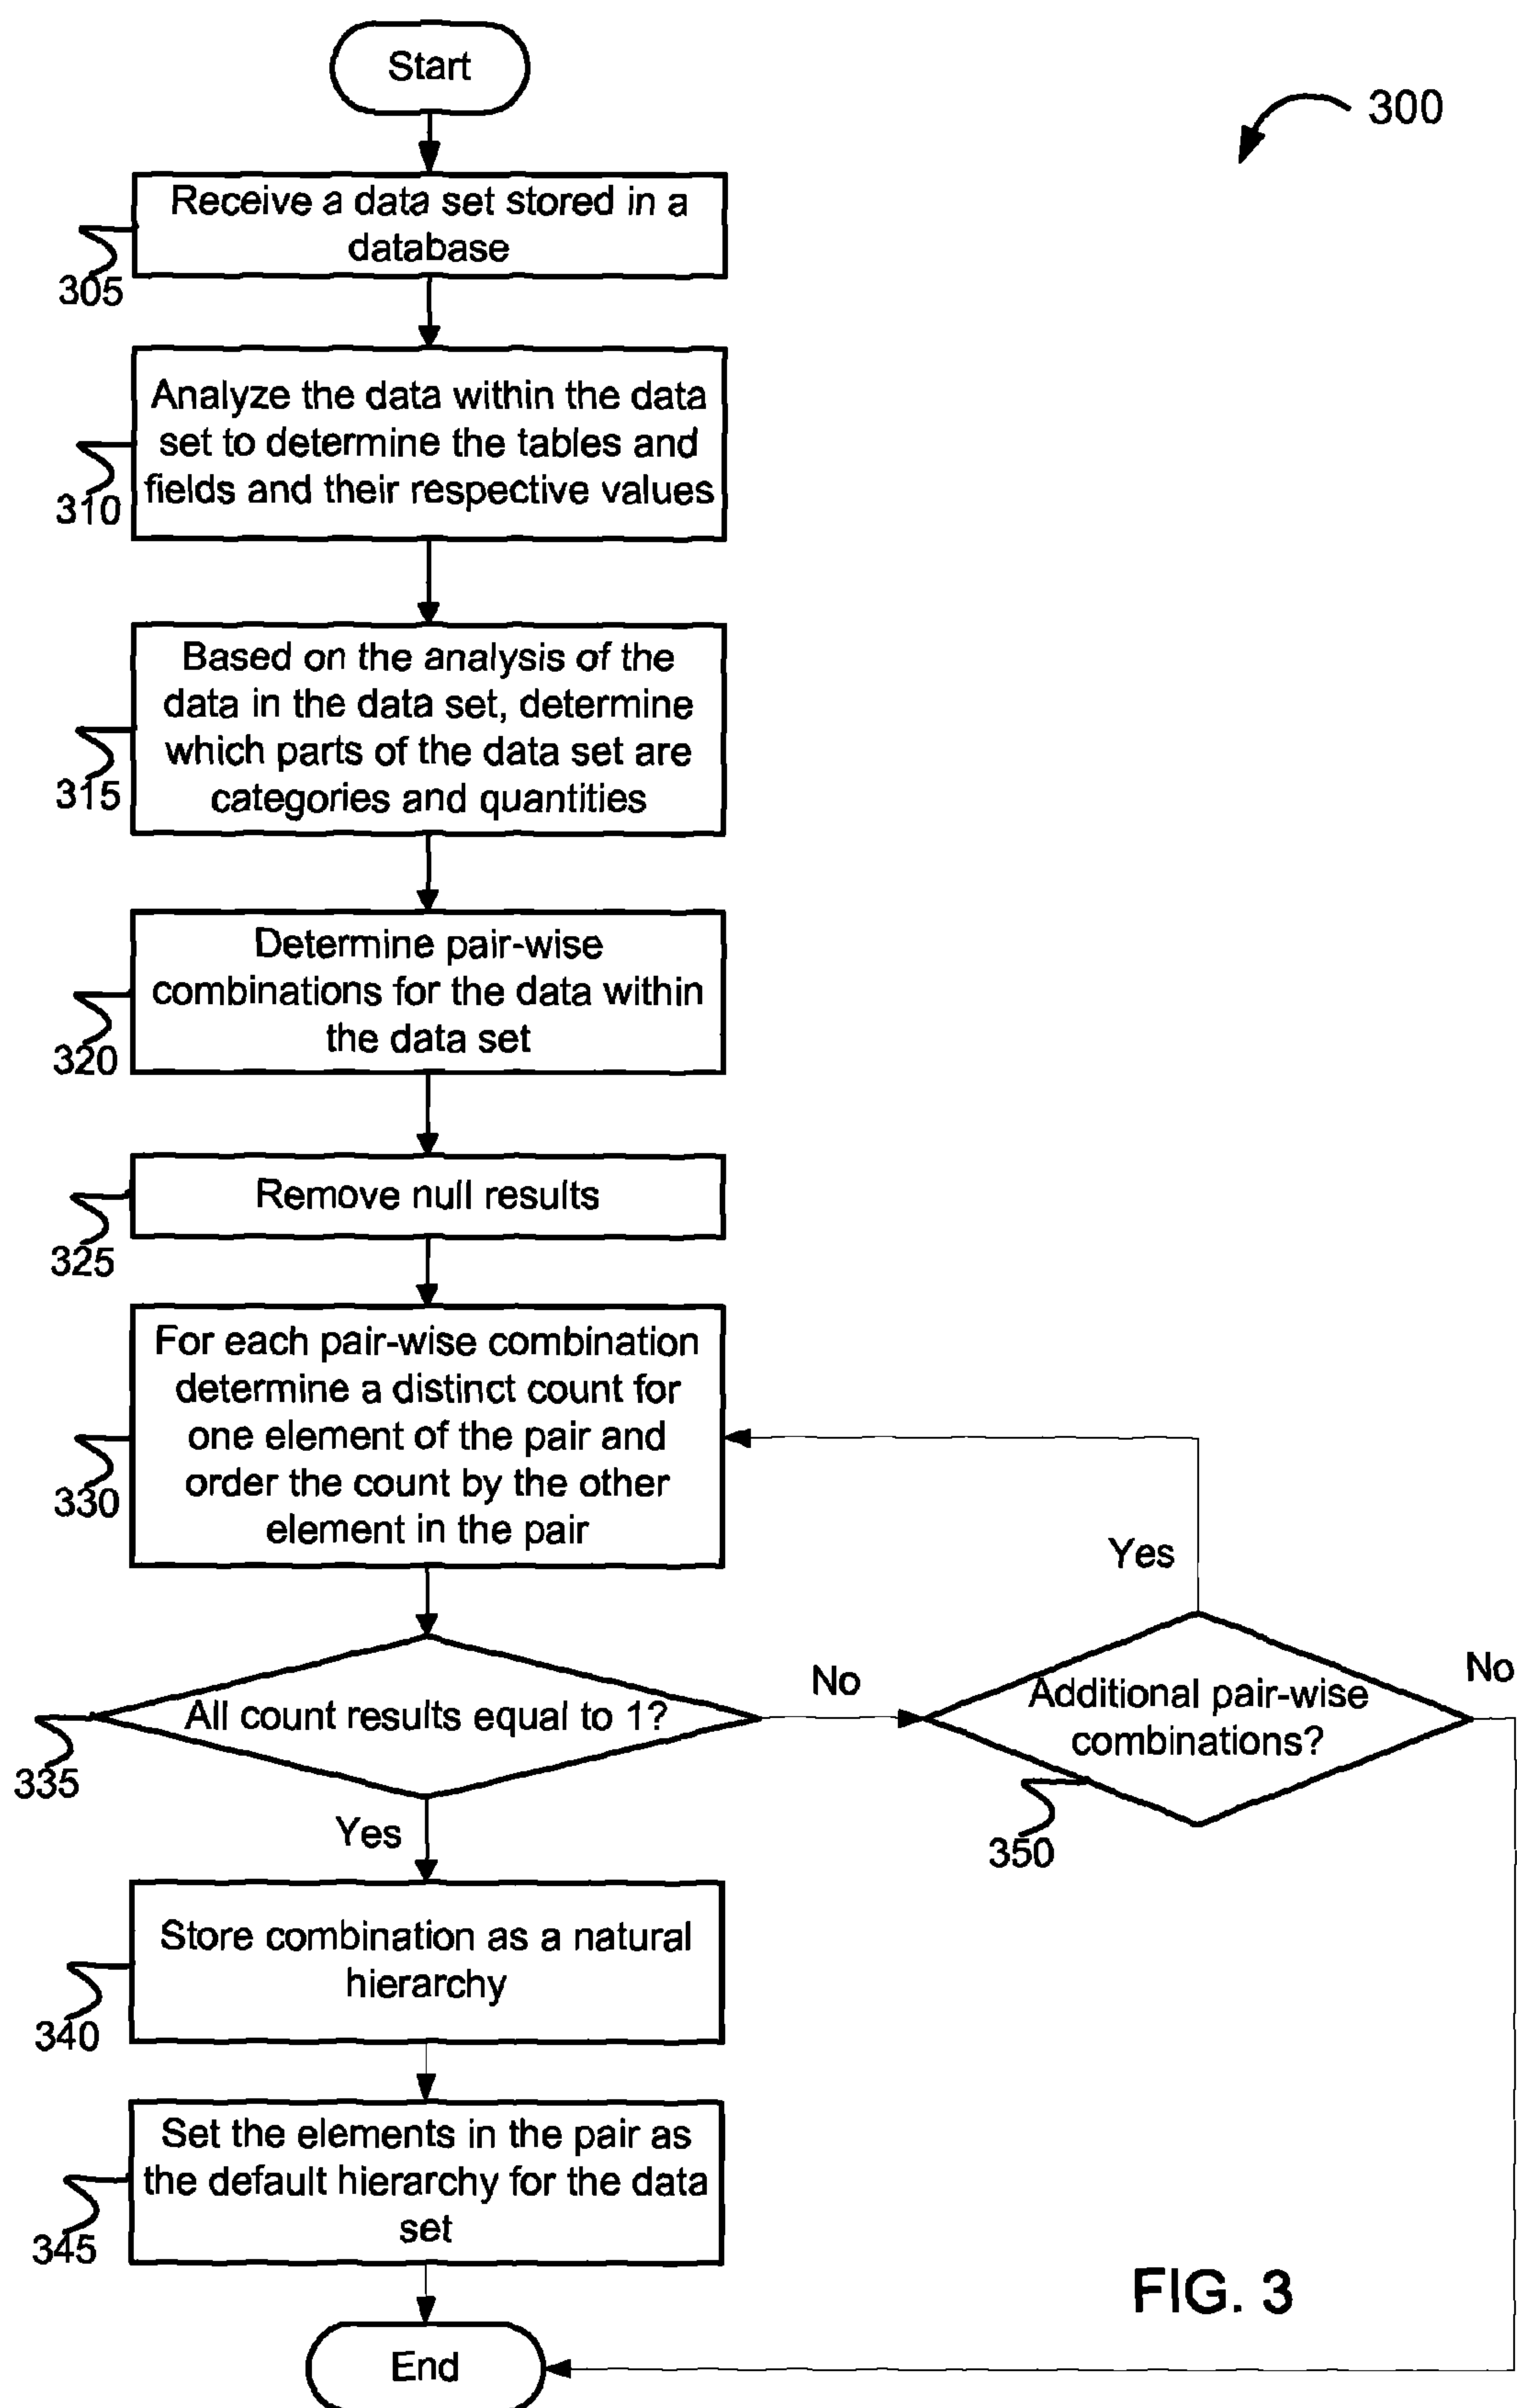 Start
300
Receive a data set stored in a
database
305
Analyze the data within the data
set to determine the tables and
fields and their respective values
310
Based on the analysis of the
data in the data set, determine
which parts of the data set are
categories and quantities
315
Determine pair-wise
combinations for the data within
the data set
320
Remove null results
325
For each pair-wise combination
determine a distinct count for
one element of the pair and
order the count by the other
element in the pair
330
Yes
All count results equal to 1?
335
No
Additional pair-wise
combinations?
350
No
Yes
Store combination as a natural
hierarchy
340
Set the elements in the pair as
the default hierarchy for the data
set
345
FIG. 3
End